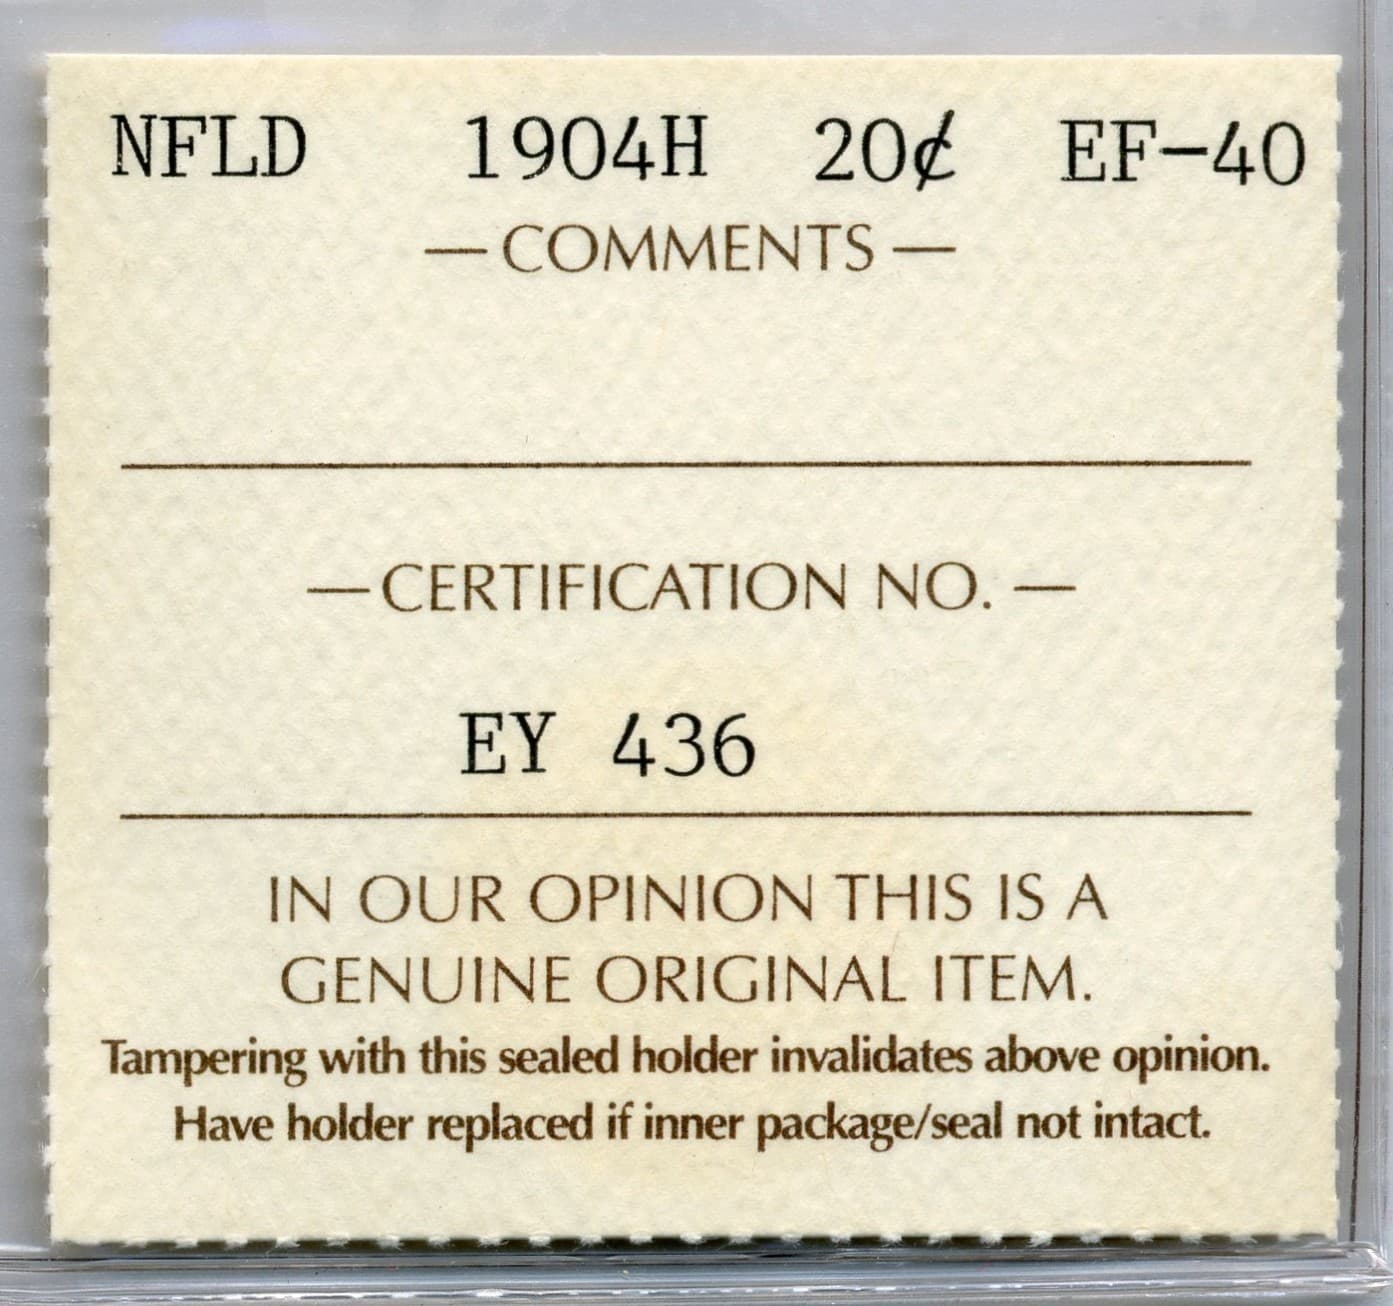 NFLD 1904H 20¢ EF-40
— COMMENTS —
— CERTIFICATION NO. —
EY 436
IN OUR OPINION THIS IS A
GENUINE ORIGINAL ITEM.
Tampering with this sealed holder invalidates above opinion.
Have holder replaced if inner package/seal not intact.